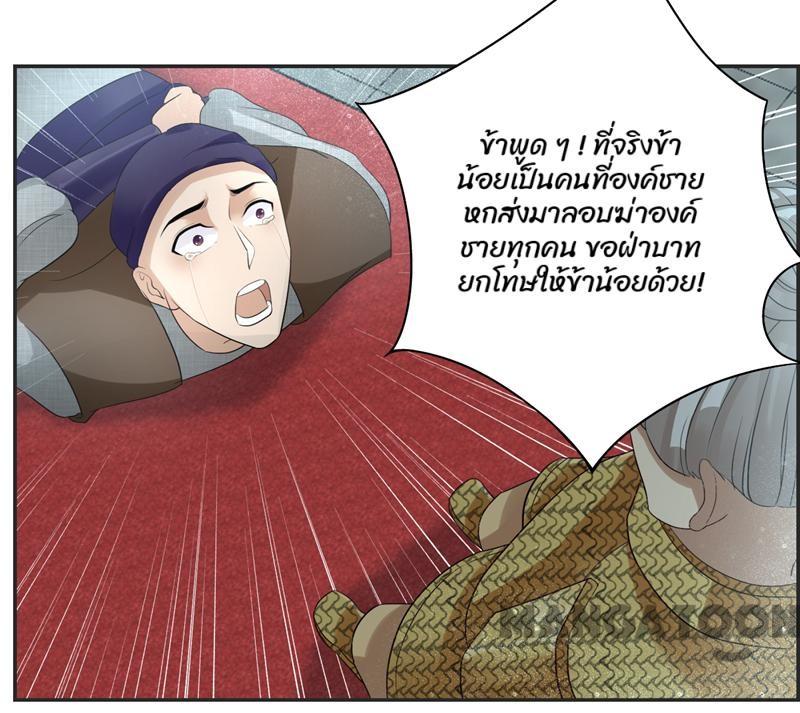 ข้าพูด ๆ ! ที่จริงข้า
น้อยเป็นคนที่องค์ชาย
หกส่งมาลอบฆ่าองค์
ชายทุกคน ขอฝ่าบาท
ยกโทษให้ข้าน้อยด้วย!
MANGATOON